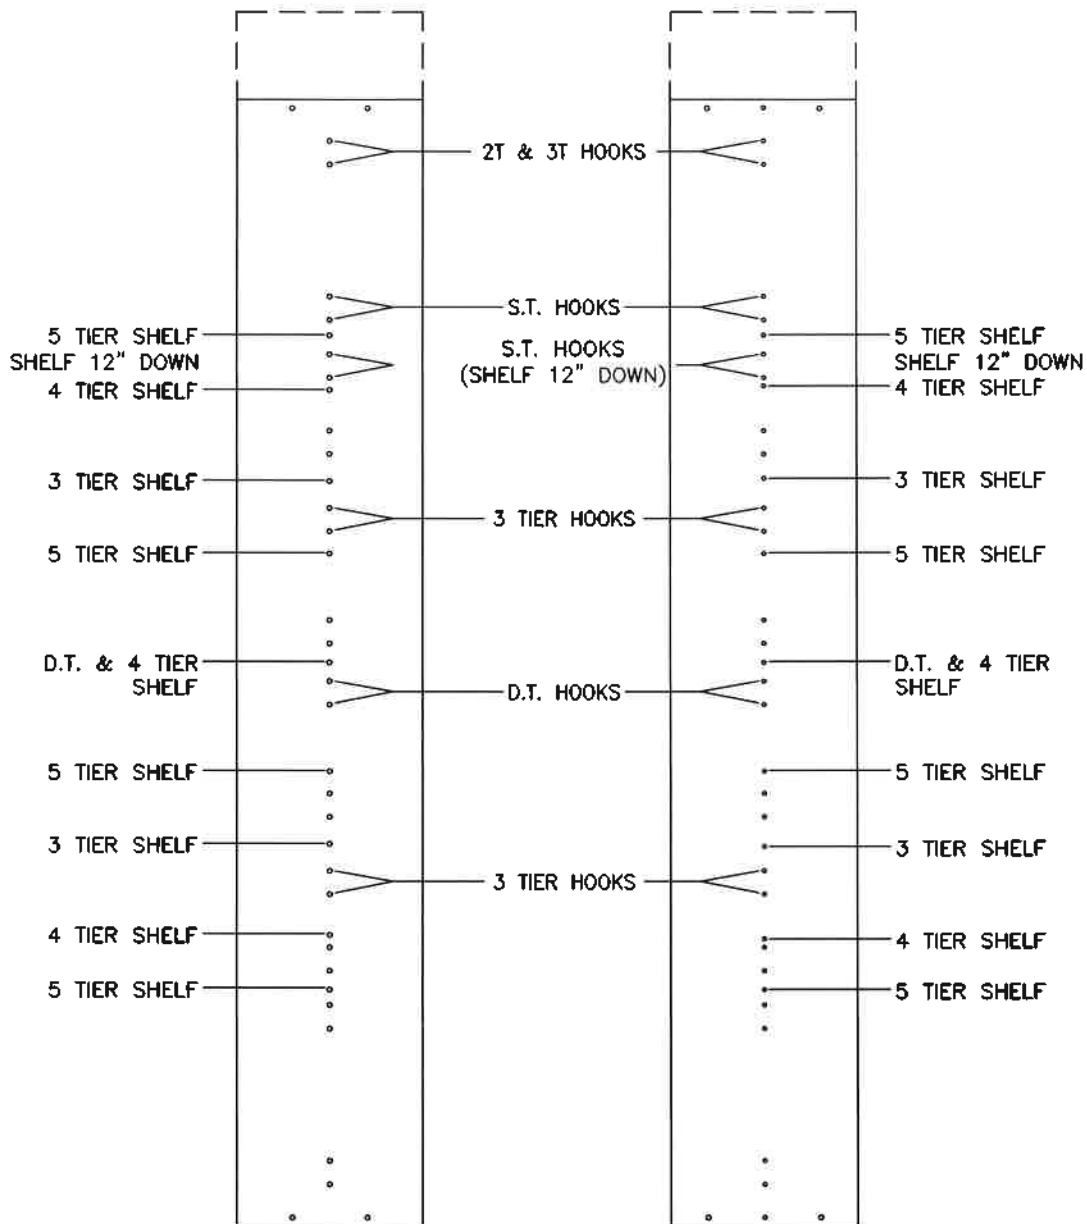 2T & 3T HOOKS
S.T. HOOKS
5 TIER SHELF
SHELF 12" DOWN
S.T. HOOKS
(SHELF 12" DOWN)
5 TIER SHELF
SHELF 12" DOWN
4 TIER SHELF
4 TIER SHELF
3 TIER SHELF
3 TIER SHELF
3 TIER HOOKS
5 TIER SHELF
5 TIER SHELF
D.T. & 4 TIER
SHELF
D.T. & 4 TIER
SHELF
D.T. HOOKS
5 TIER SHELF
5 TIER SHELF
3 TIER SHELF
3 TIER SHELF
3 TIER HOOKS
4 TIER SHELF
4 TIER SHELF
5 TIER SHELF
5 TIER SHELF